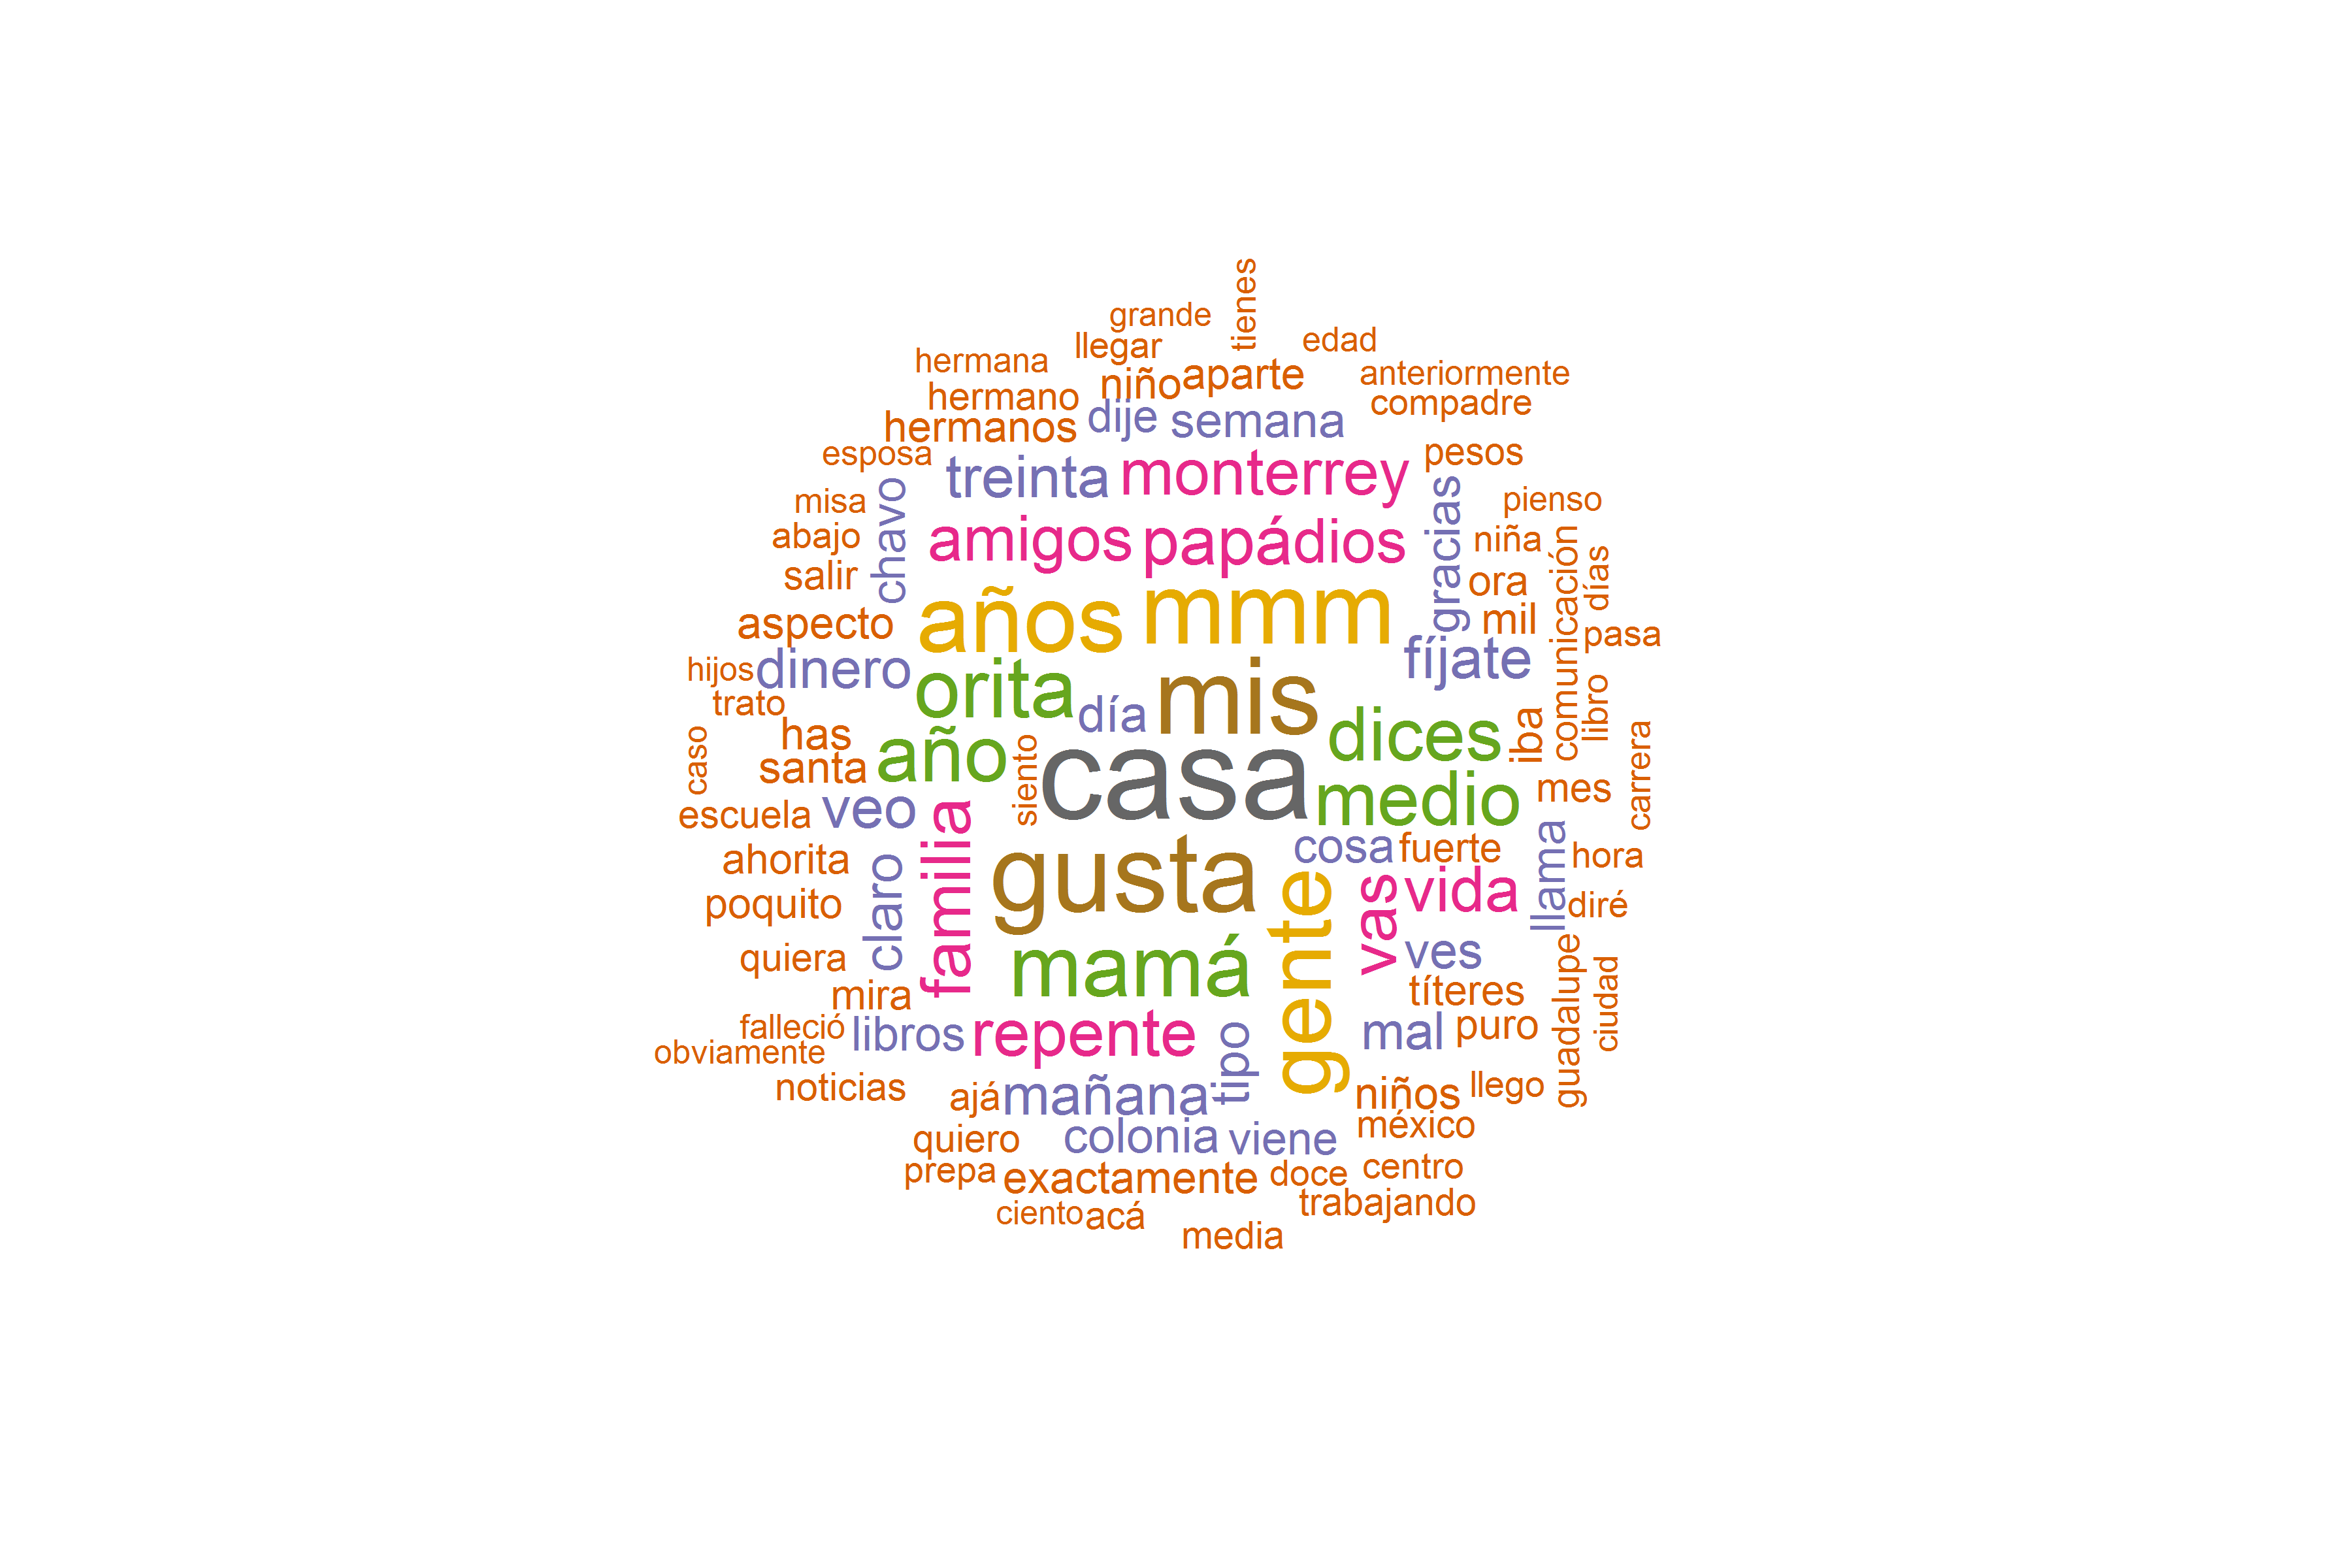 tienes
grande
edad
llegar
hermana
anteriormente
niño
aparte
hermano
compadre
dije
semana
hermanos
esposa
treinta
monterrey
pesos
misa
chavo
gracias
pienso
abajo
amigos
papá
dios
niña
salir
ora
comunicación
días
aspecto
años
mmm
mil
pasa
hijos
dinero
orita
fíjate
trato
día
mis
libro
has
dices
iba
caso
santa
año
siento
casa
medio
mes
carrera
escuela
veo
familia
cosa
fuerte
llama
hora
ahorita
claro
gusta
gente
vas
vida
diré
poquito
quiera
mamá
ves
mira
títeres
guadalupe
ciudad
falleció
libros
repente
tipo
mal
puro
obviamente
noticias
ajá
mañana
niños
llego
quiero
colonia
viene
méxico
prepa
exactamente
doce
centro
ciento
acá
trabajando
media